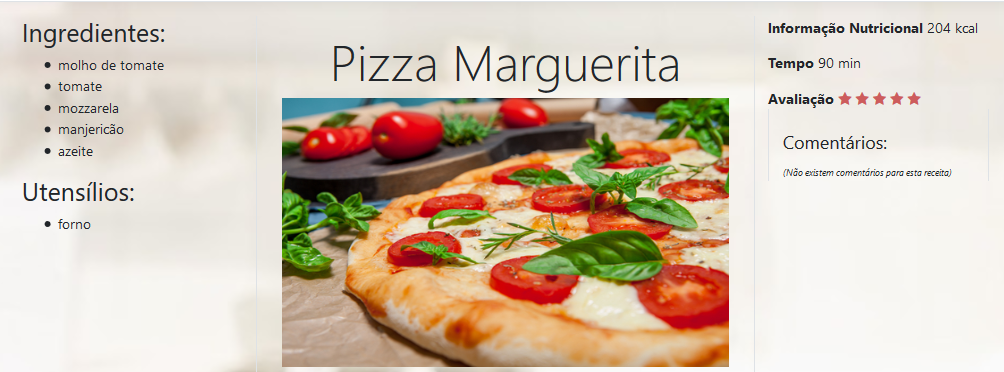 Ingredientes:
molho de tomate
tomate
mozzarela
manjericão
azeite
Utensílios:
forno
Pizza Marguerita
Informação Nutricional 204 kcal
Tempo 90 min
Avaliação
Comentários:
(Não existem comentários para esta receita)